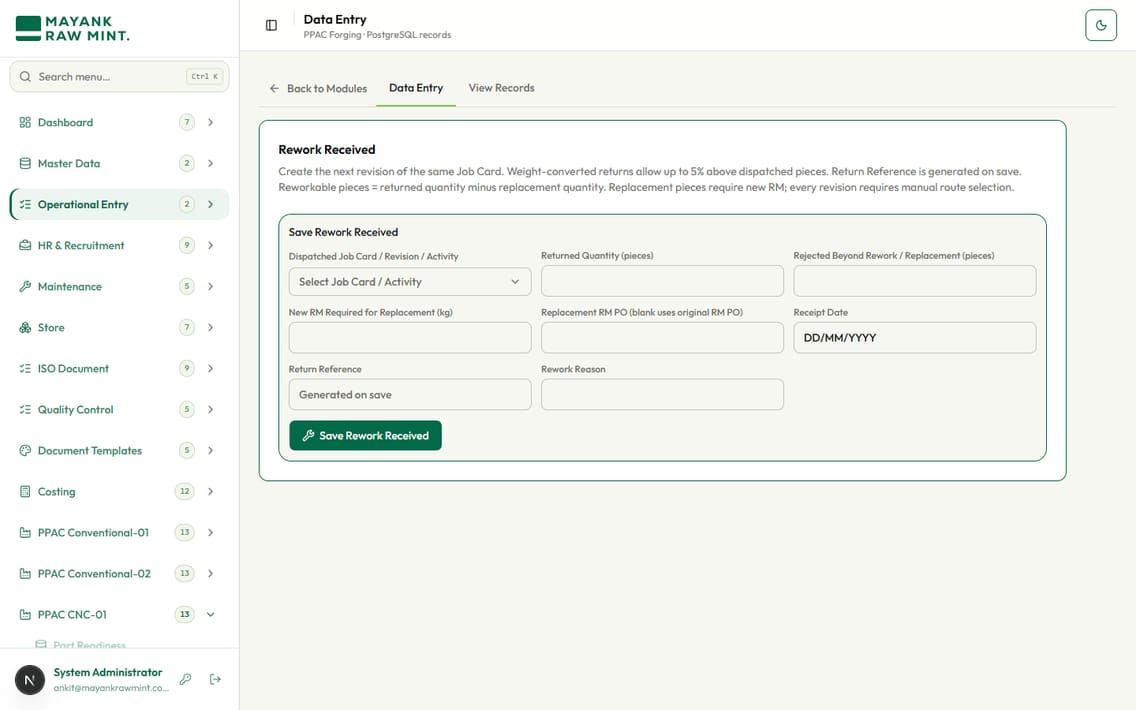 MAYANK
RAW MINT.
Search menu...
Ctrl K
Dashboard
7
Master Data
2
Operational Entry
2
HR & Recruitment
9
Maintenance
5
Store
7
ISO Document
9
Quality Control
5
Document Templates
5
Costing
12
PPAC Conventional-01
13
PPAC Conventional-02
13
PPAC CNC-01
13
Part Readiness
N
System Administrator
ankit@mayankrawmint.co...
Data Entry
PPAC Forging · PostgreSQL records
Back to Modules
Data Entry
View Records
Rework Received
Create the next revision of the same Job Card. Weight-converted returns allow up to 5% above dispatched pieces. Return Reference is generated on save.
Reworkable pieces = returned quantity minus replacement quantity. Replacement pieces require new RM; every revision requires manual route selection.
Save Rework Received
Dispatched Job Card / Revision / Activity
Select Job Card / Activity
Returned Quantity (pieces)
Rejected Beyond Rework / Replacement (pieces)
New RM Required for Replacement (kg)
Replacement RM PO (blank uses original RM PO)
Receipt Date
DD/MM/YYYY
Return Reference
Generated on save
Rework Reason
Save Rework Received